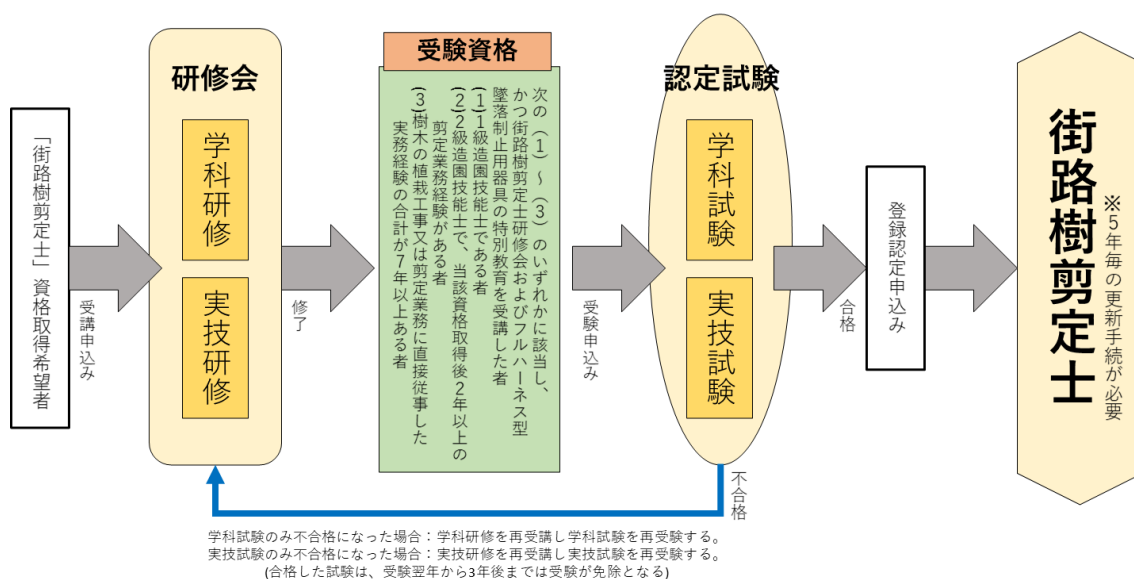 「街路樹剪定士」資格取得希望者
受講申込み
研修会
学科研修
実技研修
修了
受験資格
次の（1）～（3）のいずれかに該当し、
かつ街路樹剪定士研修会およびフルハーネス型
墜落制止用器具の特別教育を受講した者
(1)1級造園技能士である者
(2)2級造園技能士で、当該資格取得後2年以上の
剪定業務経験がある者
(3)樹木の植栽工事又は剪定業務に直接従事した
実務経験の合計が7年以上ある者
受験申込み
認定試験
学科試験
実技試験
合格
登録認定申込み
街路樹剪定士
※5年毎の更新手続が必要
不合格
学科試験のみ不合格になった場合：学科研修を再受講し学科試験を再受験する。
実技試験のみ不合格になった場合：実技研修を再受講し実技試験を再受験する。
(合格した試験は、受験翌年から3年後までは受験が免除となる)